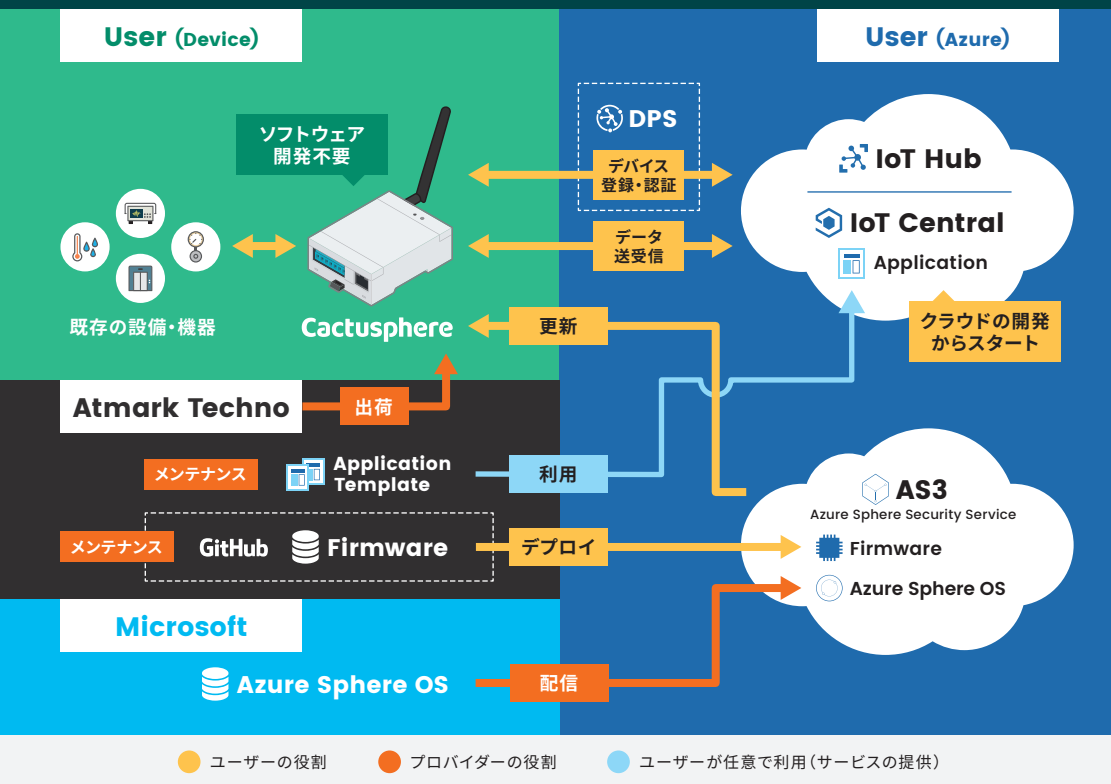 User (Device)
User (Azure)
ソフトウェア
開発不要
DPS
デバイス
登録・認証
IoT Hub
IoT Central
Application
データ
送受信
既存の設備・機器
Cactusphere
更新
クラウドの開発
からスタート
Atmark Techno
出荷
メンテナンス
Application
Template
利用
AS3
Azure Sphere Security Service
メンテナンス
GitHub
Firmware
デプロイ
Firmware
Azure Sphere OS
Microsoft
Azure Sphere OS
配信
ユーザーの役割
プロバイダーの役割
ユーザーが任意で利用（サービスの提供）